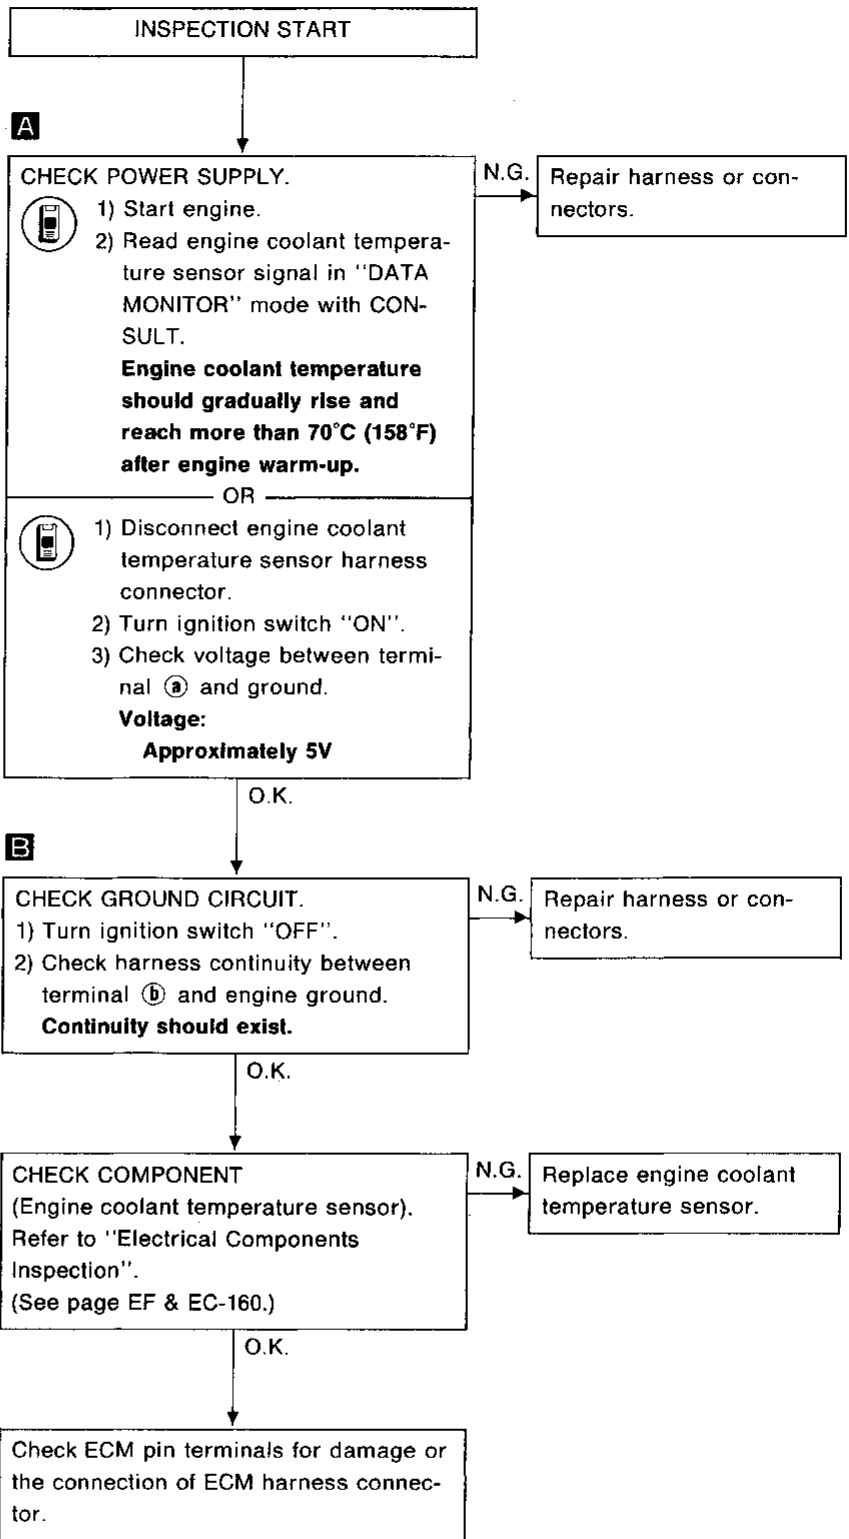 INSPECTION START
A
CHECK POWER SUPPLY.
1) Start engine.
2) Read engine coolant tempera-
ture sensor signal in "DATA
MONITOR" mode with CON-
SULT.
Engine coolant temperature
should gradually rise and
reach more than 70°C (158°F)
after engine warm-up.
N.G.
Repair harness or con-
nectors.
OR
1) Disconnect engine coolant
temperature sensor harness
connector.
2) Turn ignition switch "ON".
3) Check voltage between termi-
nal ⓐ and ground.
Voltage:
Approximately 5V
O.K.
B
CHECK GROUND CIRCUIT.
1) Turn ignition switch "OFF".
2) Check harness continuity between
terminal ⓑ and engine ground.
Continuity should exist.
N.G.
Repair harness or con-
nectors.
O.K.
CHECK COMPONENT
(Engine coolant temperature sensor).
Refer to "Electrical Components
Inspection".
(See page EF & EC-160.)
N.G.
Replace engine coolant
temperature sensor.
O.K.
Check ECM pin terminals for damage or
the connection of ECM harness connec-
tor.